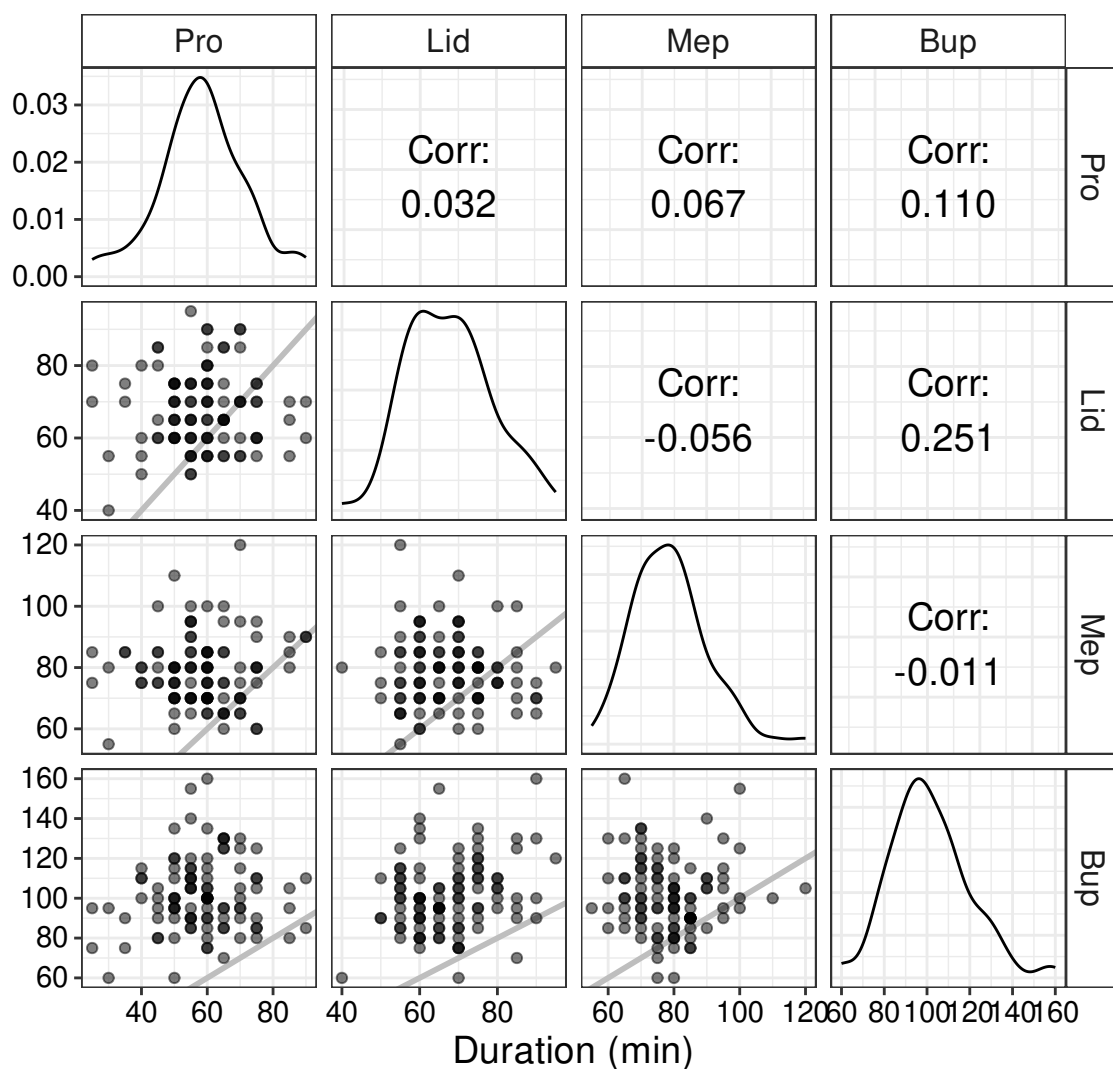 Pro Lid Mep Bup
0.03
0.02
0.01
0.00
Corr:
0.032
Corr:
0.067
Corr:
0.110
Pro
80
60
40
Corr:
-0.056
Corr:
0.251
Lid
120
100
80
60
Corr:
-0.011
Mep
160
140
120
100
80
60
Bup
40 60 80 40 60 80 60 80 100 120 60 80 100 120 140 160
Duration (min)